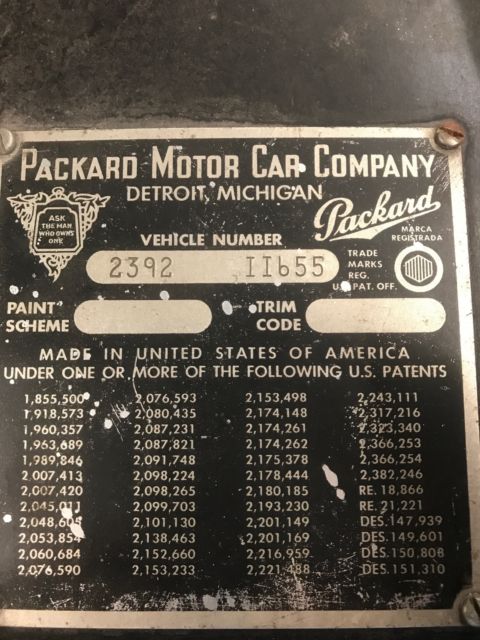 PACKARD MOTOR CAR COMPANY
DETROIT, MICHIGAN
ASK
THE MAN
WHO OWNS
ONE
Packard
MARCA
REGISTRADA
VEHICLE NUMBER
2392 II655
TRADE
MARKS
REG.
U.S. PAT. OFF.
PAINT
SCHEME
TRIM
CODE
MADE IN UNITED STATES OF AMERICA
UNDER ONE OR MORE OF THE FOLLOWING U.S. PATENTS
1,855,500 2,076,593 2,153,498 2,243,111
1,918,573 2,080,435 2,174,148 2,317,216
1,960,357 2,087,231 2,174,261 2,323,340
1,963,689 2,087,821 2,174,262 2,366,253
1,989,846 2,091,748 2,175,378 2,366,254
2,007,413 2,098,224 2,178,444 2,382,246
2,007,420 2,098,265 2,180,185 RE. 18,866
2,045,011 2,099,703 2,193,230 RE. 21,221
2,048,605 2,101,130 2,201,149 DES. 147,939
2,053,854 2,138,463 2,201,169 DES. 149,601
2,060,684 2,152,660 2,216,959 DES. 150,808
2,076,590 2,153,233 2,221,488 DES. 151,310